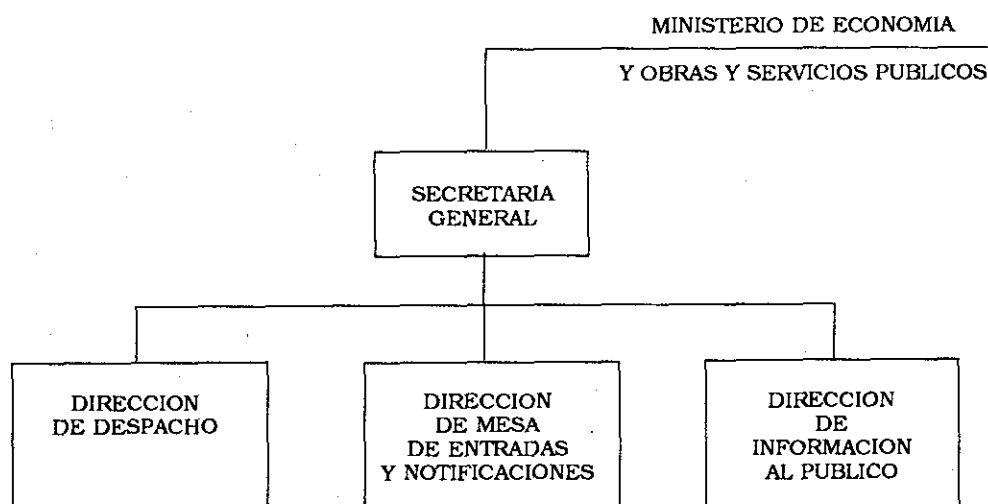 MINISTERIO DE ECONOMIA
Y OBRAS Y SERVICIOS PUBLICOS
SECRETARIA
GENERAL
DIRECCION
DE DESPACHO
DIRECCION
DE MESA
DE ENTRADAS
Y NOTIFICACIONES
DIRECCION
DE
INFORMACION
AL PUBLICO